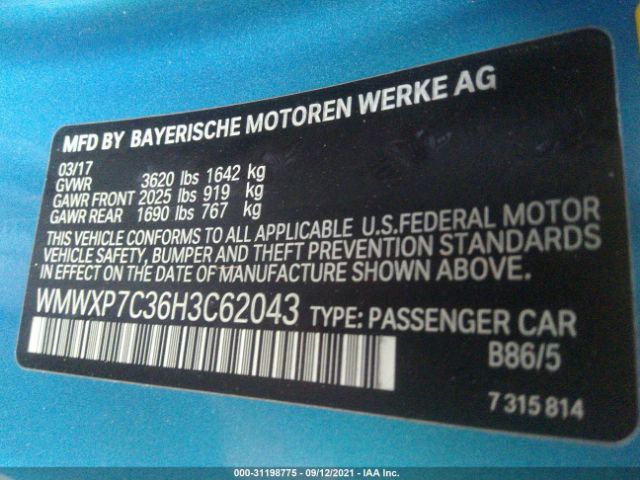 MFD BY BAYERISCHE MOTOREN WERKE AG
03/17
GVWR 3620 lbs 1642 kg
GAWR FRONT 2025 lbs 919 kg
GAWR REAR 1690 lbs 767 kg
THIS VEHICLE CONFORMS TO ALL APPLICABLE U.S.FEDERAL MOTOR
VEHICLE SAFETY, BUMPER AND THEFT PREVENTION STANDARDS
IN EFFECT ON THE DATE OF MANUFACTURE SHOWN ABOVE.
WMWXP7C36H3C62043 TYPE: PASSENGER CAR
B86/5
7 315 814
000-31198775 - 09/12/2021 - IAA Inc.